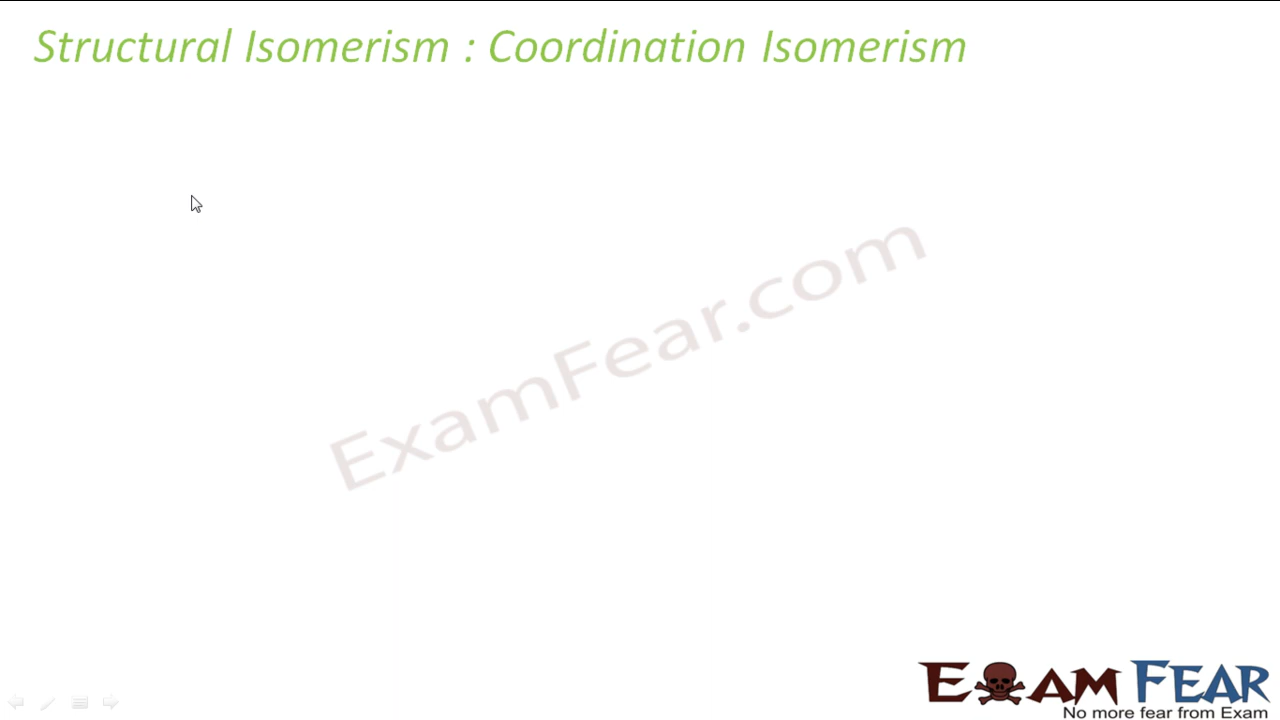 Structural Isomerism : Coordination Isomerism
ExamFear.com
EXAM FEAR
No more fear from Exam